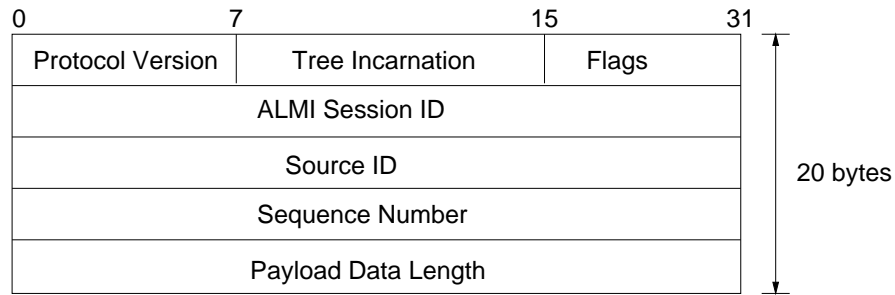 0 7 15 31
Protocol Version Tree Incarnation Flags
ALMI Session ID
Source ID
20 bytes
Sequence Number
Payload Data Length